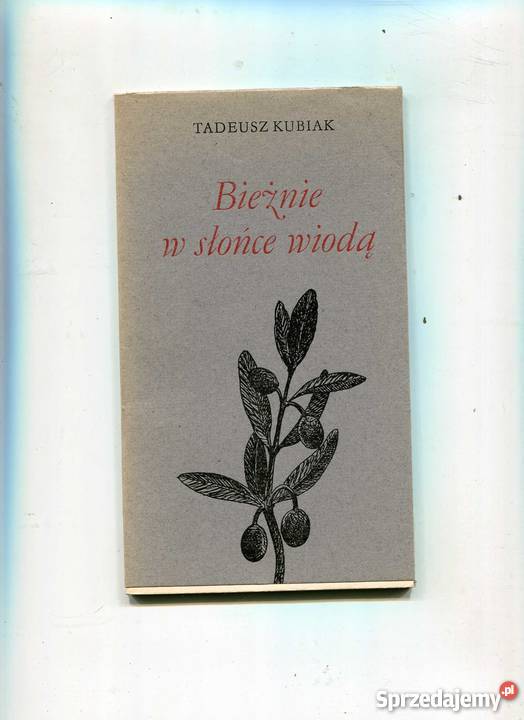 TADEUSZ KUBIAK
Bieżnie
w słońce wiodą
Sprzedajemy.pl